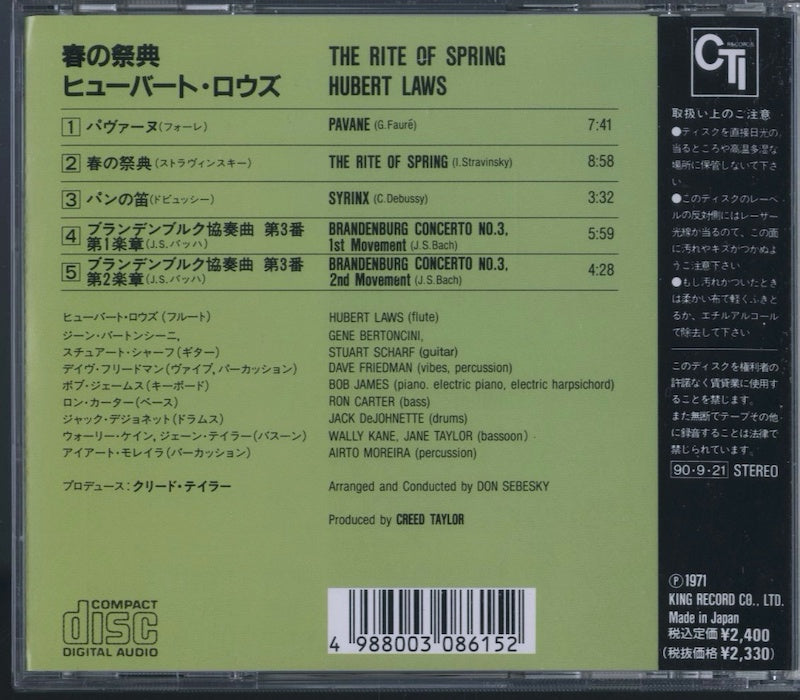 春の祭典
ヒューバート・ロウズ
THE RITE OF SPRING
HUBERT LAWS
1 パヴァーヌ(フォーレ) PAVANE (G.Fauré) 7:41
2 春の祭典(ストラヴィンスキー) THE RITE OF SPRING (I.Stravinsky) 8:58
3 パンの笛(ドビュッシー) SYRINX (C.Debussy) 3:32
4 ブランデンブルク協奏曲 第3番 BRANDENBURG CONCERTO NO.3, 5:59
第1楽章(J.S.バッハ) 1st Movement (J.S.Bach)
5 ブランデンブルク協奏曲 第3番 BRANDENBURG CONCERTO NO.3, 4:28
第2楽章(J.S.バッハ) 2nd Movement (J.S.Bach)
ヒューバート・ロウズ(フルート) HUBERT LAWS (flute)
ジーン・バートンシーニ, GENE BERTONCINI,
スチュアート・シャーフ(ギター) STUART SCHARF (guitar)
デイヴ・フリードマン(ヴァイブ, パーカッション) DAVE FRIEDMAN (vibes, percussion)
ボブ・ジェームス(キーボード) BOB JAMES (piano. electric piano, electric harpsichord)
ロン・カーター(ベース) RON CARTER (bass)
ジャック・デジョネット(ドラムス) JACK DeJOHNETTE (drums)
ウォーリー・ケイン, ジェーン・テイラー(バスーン) WALLY KANE, JANE TAYLOR (bassoon)
アイアート・モレイラ(パーカッション) AIRTO MOREIRA (percussion)
プロデュース:クリード・テイラー Arranged and Conducted by DON SEBESKY
Produced by CREED TAYLOR
COMPACT
disc
DIGITAL AUDIO
4 988003 086152
CTI RECORDS
取扱い上のご注意
●ディスクを直接日光の
当るところや高温多湿な
場所に保管しないで下さ
い
●このディスクのレーベ
ルの反対側にはレーザー
光線が当るので、この面
に汚れやキズがつかぬよ
うご注意下さい
●もし汚れがついたとき
は柔かい布で軽くふきと
るか、エチルアルコール
で除去して下さい
このディスクを権利者の
許諾なく賃貸業に使用す
ることを禁じます。
また無断でテープその他
に録音することは法律で
禁じられています。
90・9・21 STEREO
Ⓟ1971
KING RECORD CO., LTD.
Made in Japan
税込定価¥2,400
(税抜価格¥2,330)